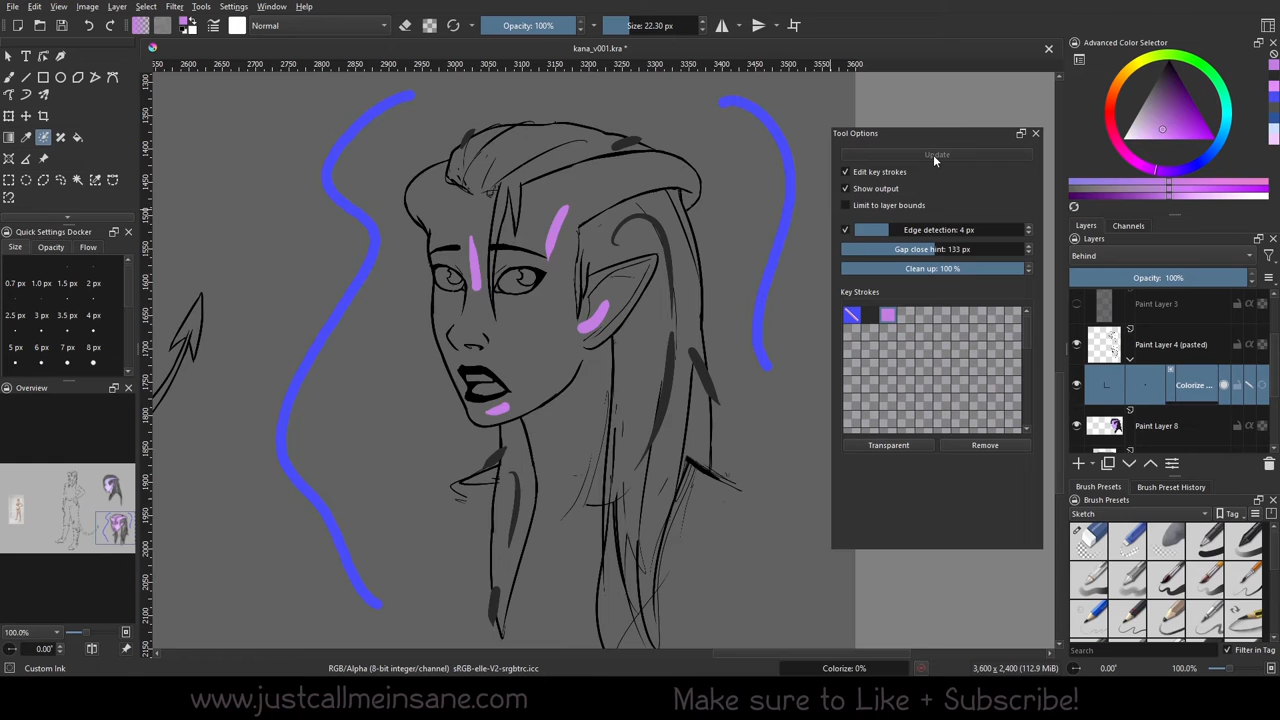 File Edit View Image Layer Select Filter Tools Settings Window Help
Normal Opacity: 100% Size: 22.30 px
kana_v001.kra *
Advanced Color Selector
Tool Options
Update
Edit key strokes
Show output
Limit to layer bounds
Edge detection: 4 px
Gap close hint: 133 px
Clean up: 100 %
Key Strokes
Transparent Remove
Quick Settings Docker
Size Opacity Flow
0.7 px 1.0 px 1.5 px 2 px
2.5 px 3 px 3.5 px 4 px
5 px 6 px 7 px 8 px
Overview
100.0%
0.00°
Layers Channels
Layers
Behind
Opacity: 100%
Paint Layer 3
Paint Layer 4 (pasted)
Colorize ...
Paint Layer 8
Brush Presets Brush Preset History
Brush Presets
Sketch Tag
Search Filter in Tag
Custom Ink RGB/Alpha (8-bit integer/channel) sRGB-elle-V2-srgbtrc.icc Colorize: 0% 3,600 x 2,400 (112.9 MiB) 0.00° 100.0%
www.justcallmeinsane.com Make sure to Like + Subscribe!